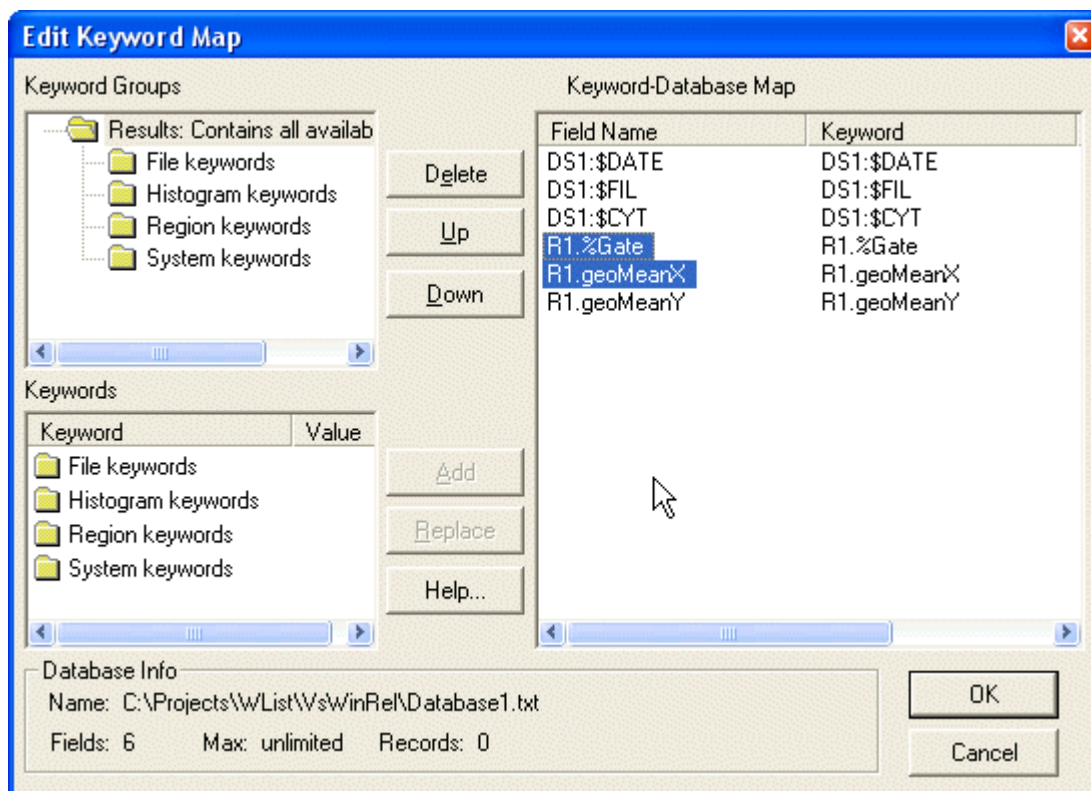 Edit Keyword Map
Keyword Groups
Results: Contains all availab
File keywords
Histogram keywords
Region keywords
System keywords
Delete
Up
Down
Keywords
Keyword Value
File keywords
Histogram keywords
Region keywords
System keywords
Add
Replace
Help...
Keyword-Database Map
Field Name Keyword
DS1:$DATE DS1:$DATE
DS1:$FIL DS1:$FIL
DS1:$CYT DS1:$CYT
R1.%Gate R1.%Gate
R1.geoMeanX R1.geoMeanX
R1.geoMeanY R1.geoMeanY
Database Info
Name: C:\Projects\WList\VsWinRel\Database1.txt
Fields: 6 Max: unlimited Records: 0
OK
Cancel